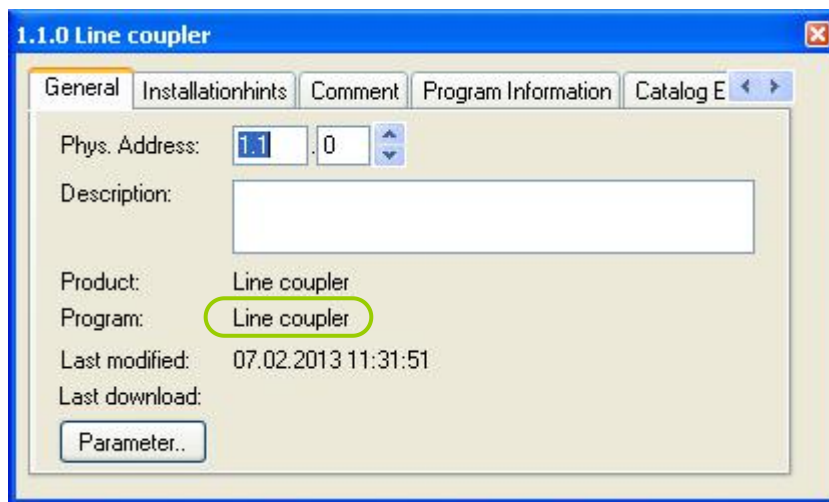 1.1.0 Line coupler
General Installationhints Comment Program Information Catalog E
Phys. Address: 1.1 . 0
Description:
Product: Line coupler
Program: Line coupler
Last modified: 07.02.2013 11:31:51
Last download:
Parameter..